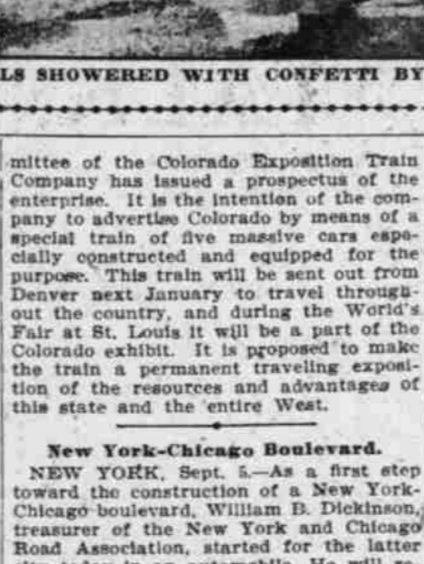 LS SHOWERED WITH CONFETTI BY
mittee of the Colorado Exposition Train
Company has issued a prospectus of the
enterprise. It is the intention of the com-
pany to advertise Colorado by means of a
special train of five massive cars espe-
cially constructed and equipped for the
purpose. This train will be sent out from
Denver next January to travel through-
out the country, and during the World's
Fair at St. Louis it will be a part of the
Colorado exhibit. It is proposed to make
the train a permanent traveling exposi-
tion of the resources and advantages of
this state and the entire West.
New York-Chicago Boulevard.
NEW YORK, Sept. 5.—As a first step
toward the construction of a New York-
Chicago boulevard, William B. Dickinson,
treasurer of the New York and Chicago
Road Association, started for the latter
city today in an automobile. He will